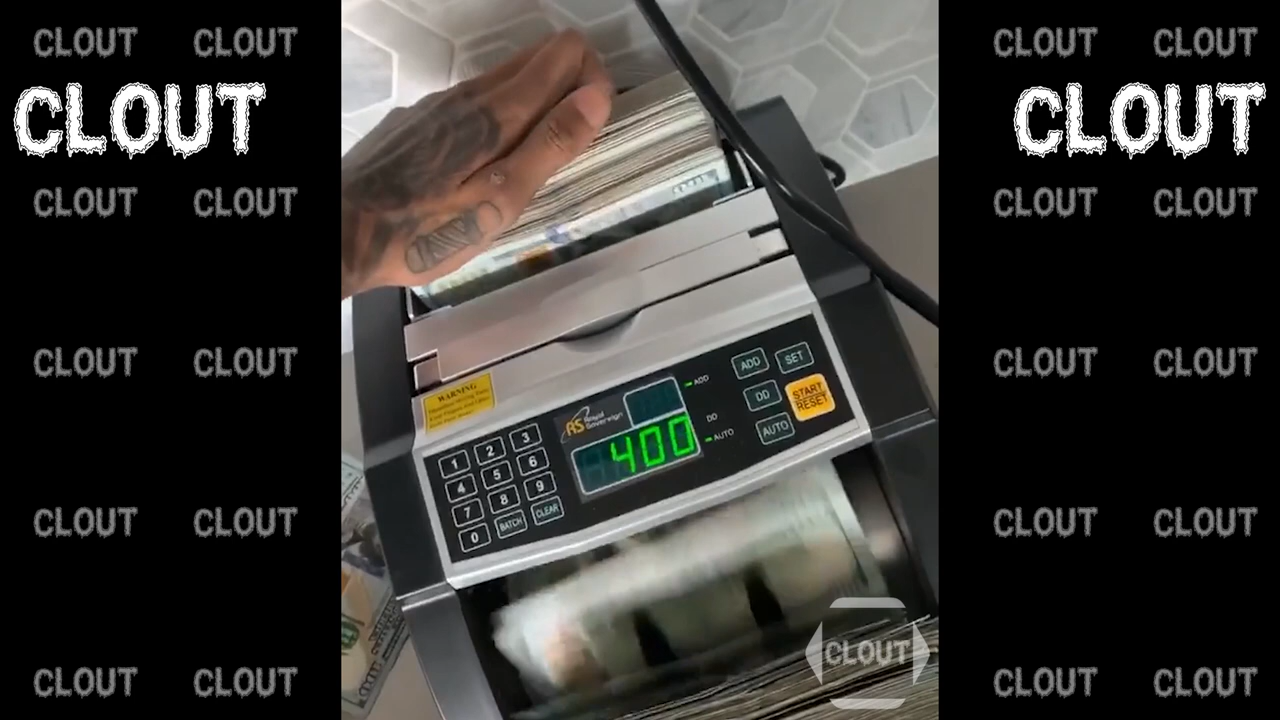 CLOUT CLOUT
CLOUT
CLOUT CLOUT
CLOUT CLOUT
CLOUT CLOUT
CLOUT CLOUT
WARNING
RS Royal
Sovereign
400
ADD
DD
AUTO
ADD SET
DD START
RESET
AUTO
1 2 3
4 5 6
7 8 9
0 BATCH CLEAR
CLOUT
CLOUT CLOUT
CLOUT
CLOUT CLOUT
CLOUT CLOUT
CLOUT CLOUT
CLOUT CLOUT